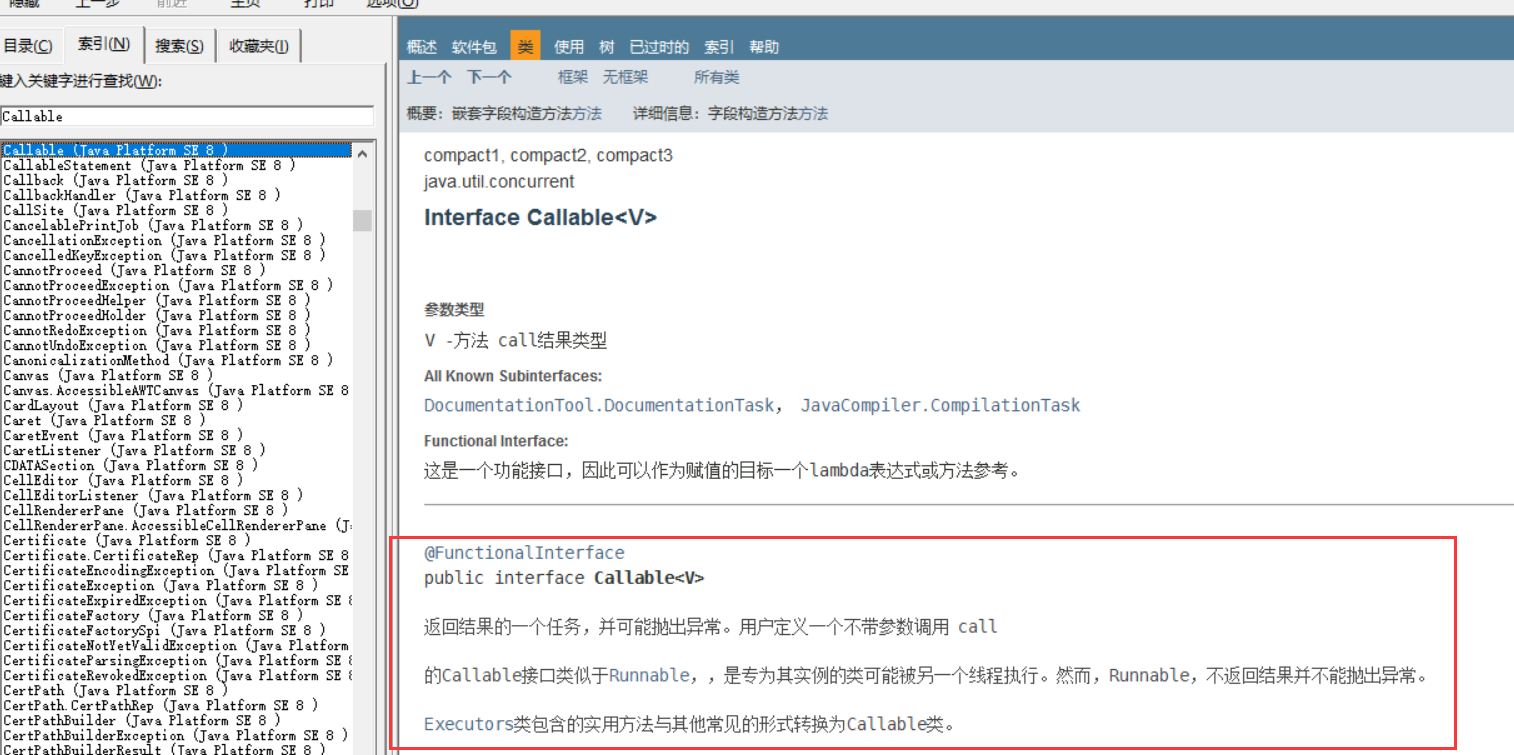 隐藏 上一步 前进 主页 打印 选项(O)
目录(C) 索引(N) 搜索(S) 收藏夹(I)
键入关键字进行查找(W):
Callable
Callable (Java Platform SE 8 )
CallableStatement (Java Platform SE 8 )
Callback (Java Platform SE 8 )
CallbackHandler (Java Platform SE 8 )
CallSite (Java Platform SE 8 )
CancelablePrintJob (Java Platform SE 8 )
CancellationException (Java Platform SE 8 )
CancelledKeyException (Java Platform SE 8 )
CannotProceed (Java Platform SE 8 )
CannotProceedException (Java Platform SE 8 )
CannotProceedHelper (Java Platform SE 8 )
CannotProceedHolder (Java Platform SE 8 )
CannotRedoException (Java Platform SE 8 )
CannotUndoException (Java Platform SE 8 )
CanonicalizationMethod (Java Platform SE 8 )
Canvas (Java Platform SE 8 )
Canvas.AccessibleAWTCanvas (Java Platform SE 8
CardLayout (Java Platform SE 8 )
Caret (Java Platform SE 8 )
CaretEvent (Java Platform SE 8 )
CaretListener (Java Platform SE 8 )
CDATASection (Java Platform SE 8 )
CellEditor (Java Platform SE 8 )
CellEditorListener (Java Platform SE 8 )
CellRendererPane (Java Platform SE 8 )
CellRendererPane.AccessibleCellRendererPane (J
Certificate (Java Platform SE 8 )
Certificate.CertificateRep (Java Platform SE 8
CertificateEncodingException (Java Platform SE
CertificateException (Java Platform SE 8 )
CertificateExpiredException (Java Platform SE 8
CertificateFactory (Java Platform SE 8 )
CertificateFactorySpi (Java Platform SE 8 )
CertificateNotYetValidException (Java Platform
CertificateParsingException (Java Platform SE 8
CertificateRevokedException (Java Platform SE 8
CertPath (Java Platform SE 8 )
CertPath.CertPathRep (Java Platform SE 8 )
CertPathBuilder (Java Platform SE 8 )
CertPathBuilderException (Java Platform SE 8 )
CertPathBuilderResult (Java Platform SE 8 )
概述 软件包 类 使用 树 已过时的 索引 帮助
上一个 下一个 框架 无框架 所有类
概要: 嵌套字段构造方法方法 详细信息: 字段构造方法方法
compact1, compact2, compact3
java.util.concurrent
Interface Callable<V>
参数类型
V -方法 call结果类型
All Known Subinterfaces:
DocumentationTool.DocumentationTask, JavaCompiler.CompilationTask
Functional Interface:
这是一个功能接口，因此可以作为赋值的目标一个lambda表达式或方法参考。
@FunctionalInterface
public interface Callable<V>
返回结果的一个任务，并可能抛出异常。用户定义一个不带参数调用 call
的Callable接口类似于Runnable，，是专为其实例的类可能被另一个线程执行。然而，Runnable，不返回结果并不能抛出异常。
Executors类包含的实用方法与其他常见的形式转换为Callable类。